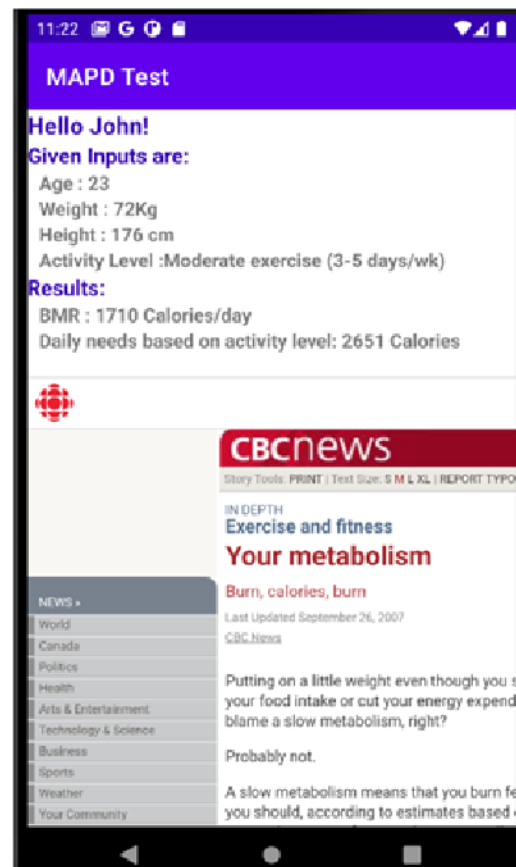 11:22
MAPD Test
Hello John!
Given Inputs are:
Age : 23
Weight : 72Kg
Height : 176 cm
Activity Level :Moderate exercise (3-5 days/wk)
Results:
BMR : 1710 Calories/day
Daily needs based on activity level: 2651 Calories
CBCnews
Story Tools: PRINT | Text Size: S M L XL | REPORT TYPO
IN DEPTH
Exercise and fitness
Your metabolism
Burn, calories, burn
Last Updated September 26, 2007
CBC News
NEWS »
World
Canada
Politics
Health
Arts & Entertainment
Technology & Science
Business
Sports
Weather
Your Community
Putting on a little weight even though you s
your food intake or cut your energy expend
blame a slow metabolism, right?
Probably not.
A slow metabolism means that you burn fe
you should, according to estimates based